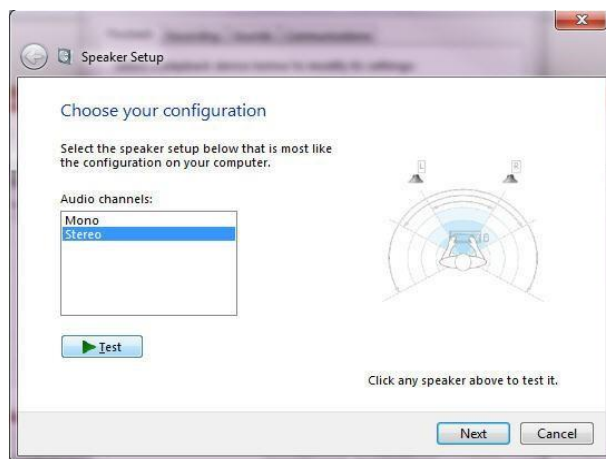 Speaker Setup
Choose your configuration
Select the speaker setup below that is most like
the configuration on your computer.
Audio channels:
Mono
Stereo
L
R
Test
Click any speaker above to test it.
Next
Cancel